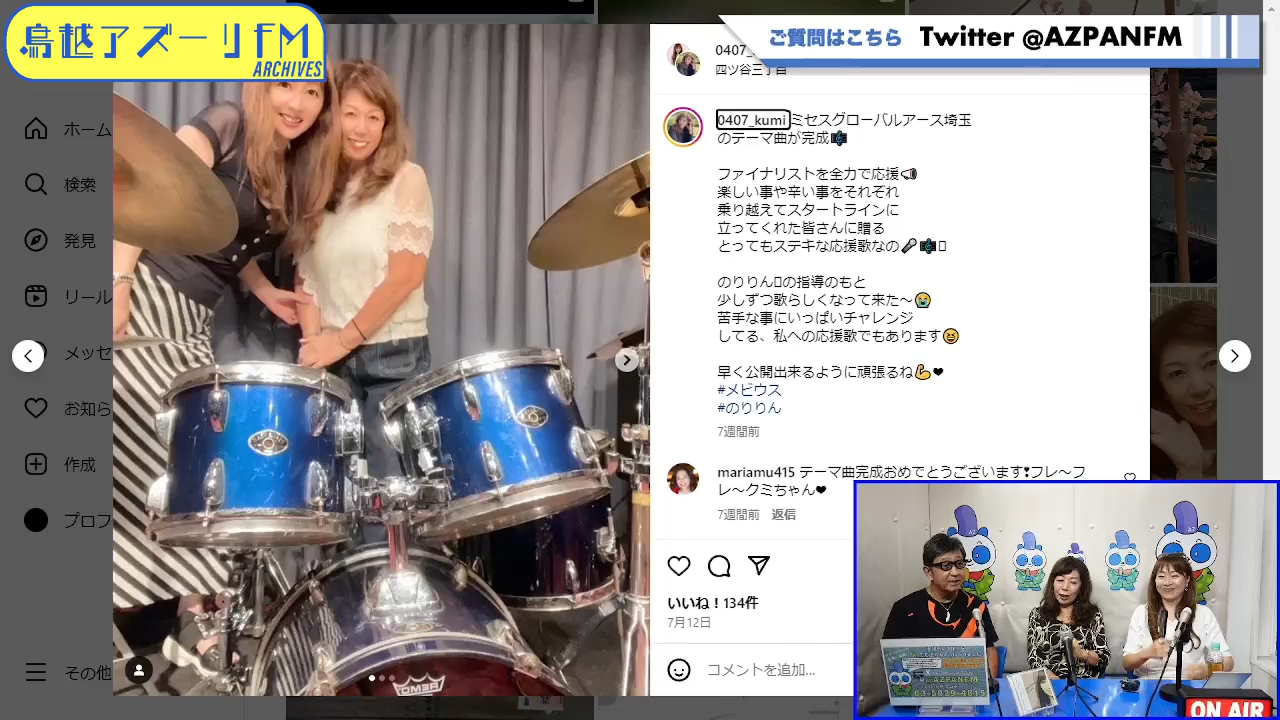 鳥越アズーリFM
ARCHIVES
ご質問はこちら Twitter @AZPANFM
ホーム
検索
発見
リール
メッセ
お知ら
作成
プロフ
その他
0407_
四ツ谷三丁目
0407_kumi ミセスグローバルアース埼玉
のテーマ曲が完成
ファイナリストを全力で応援📢
楽しい事や辛い事をそれぞれ
乗り越えてスタートラインに
立ってくれた皆さんに贈る
とってもステキな応援歌なの🎤
のりりん▯の指導のもと
少しずつ歌らしくなって来た〜😭
苦手な事にいっぱいチャレンジ
してる、私への応援歌でもあります😆
早く公開出来るように頑張るね💪❤
#メビウス
#のりりん
7週間前
mariamu415 テーマ曲完成おめでとうございます❣フレ〜フ
レ〜クミちゃん❤
7週間前 返信
いいね！134件
7月12日
コメントを追加...
TAMA
AZPANFM
03-5829-4815
ON AIR